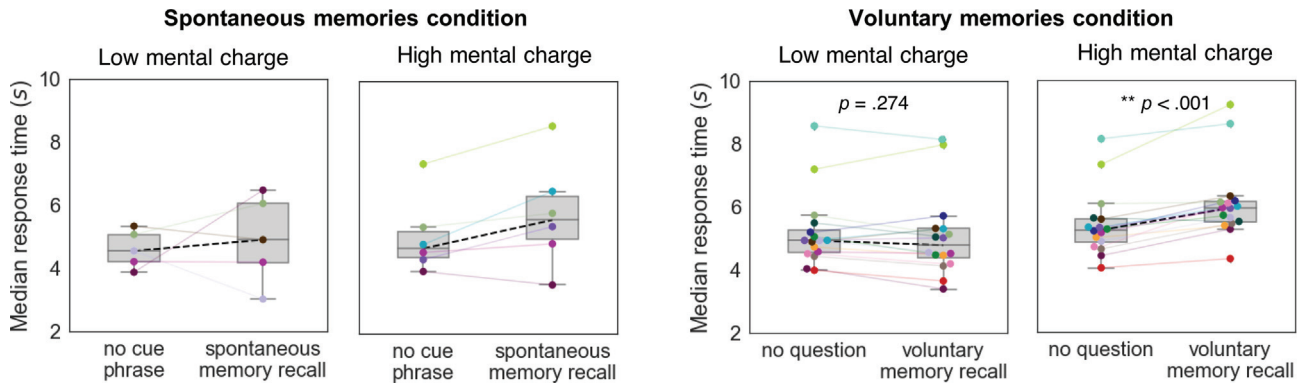 Spontaneous memories condition
Voluntary memories condition
Low mental charge
High mental charge
Low mental charge
High mental charge
Median response time (s)
10
8
6
4
2
no cue
phrase
spontaneous
memory recall
no cue
phrase
spontaneous
memory recall
Median response time (s)
10
8
6
4
2
p = .274
** p < .001
no question
voluntary
memory recall
no question
voluntary
memory recall